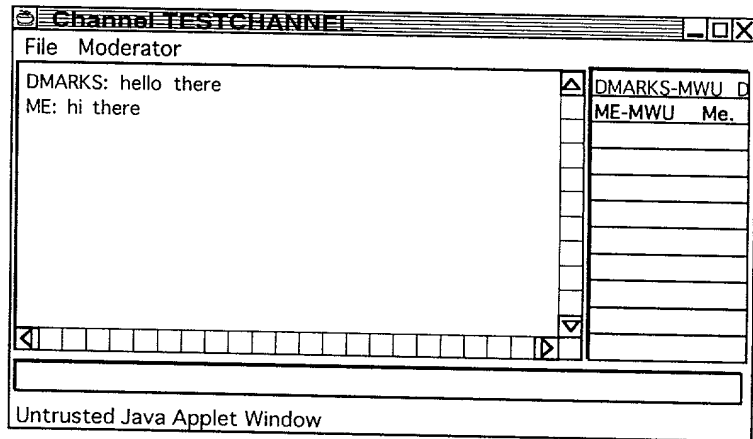 Channel TESTCHANNEL
File Moderator
DMARKS: hello there
ME: hi there
DMARKS-MWU D
ME-MWU Me.
Untrusted Java Applet Window